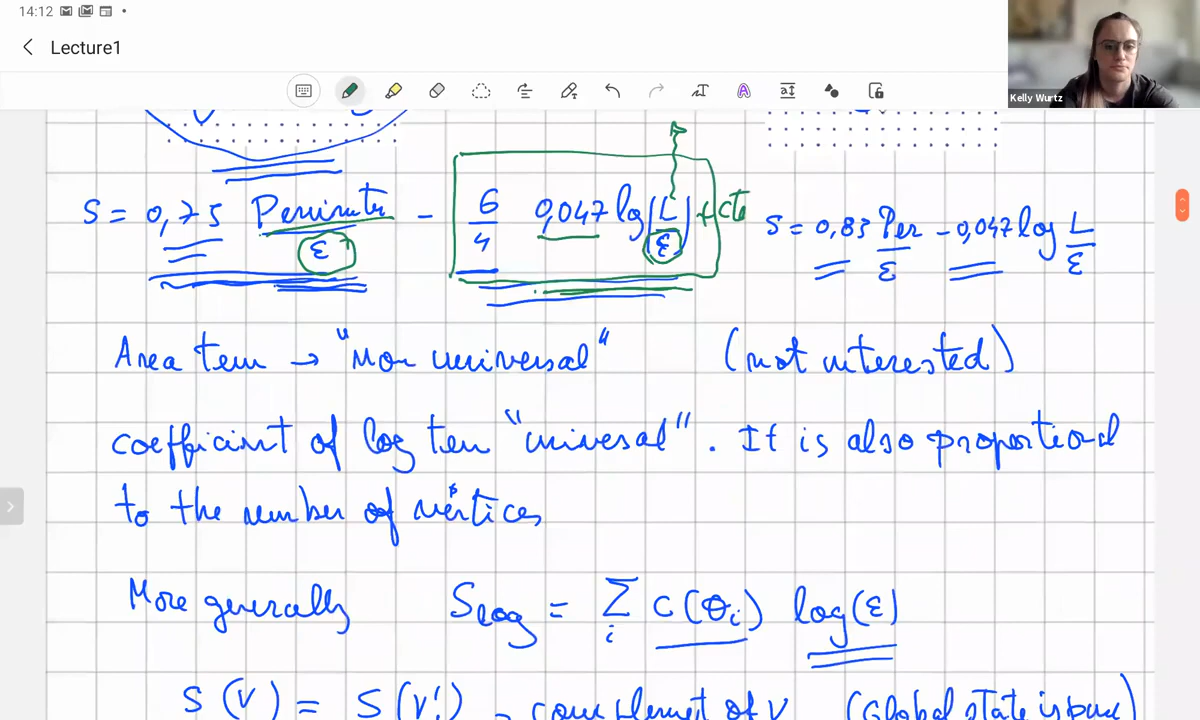 14:12
Lecture1
Kelly Wurtz
S = 0,75 Perimeter/ε - 6/4 0,047 log(L/ε) + cte
S = 0,83 Per/ε - 0,047 log L/ε
Area term → "Non universal" (not interested)
coefficient of log term "universal". It is also proportional
to the number of vertices
More generally S_log = Σ_i c(θ_i) log(ε)
S(V) = S(V') - complement of V (Global state is pure)